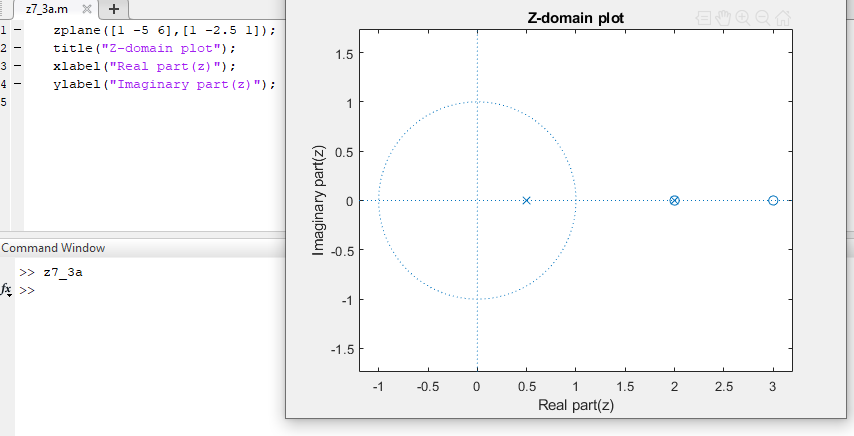 z7_3a.m
1 zplane([1 -5 6],[1 -2.5 1]);
2 title("Z-domain plot");
3 xlabel("Real part(z)");
4 ylabel("Imaginary part(z)");
5
Command Window
>> z7_3a
fx >>
Z-domain plot
Imaginary part(z)
1.5
1
0.5
0
-0.5
-1
-1.5
-1 -0.5 0 0.5 1 1.5 2 2.5 3
Real part(z)